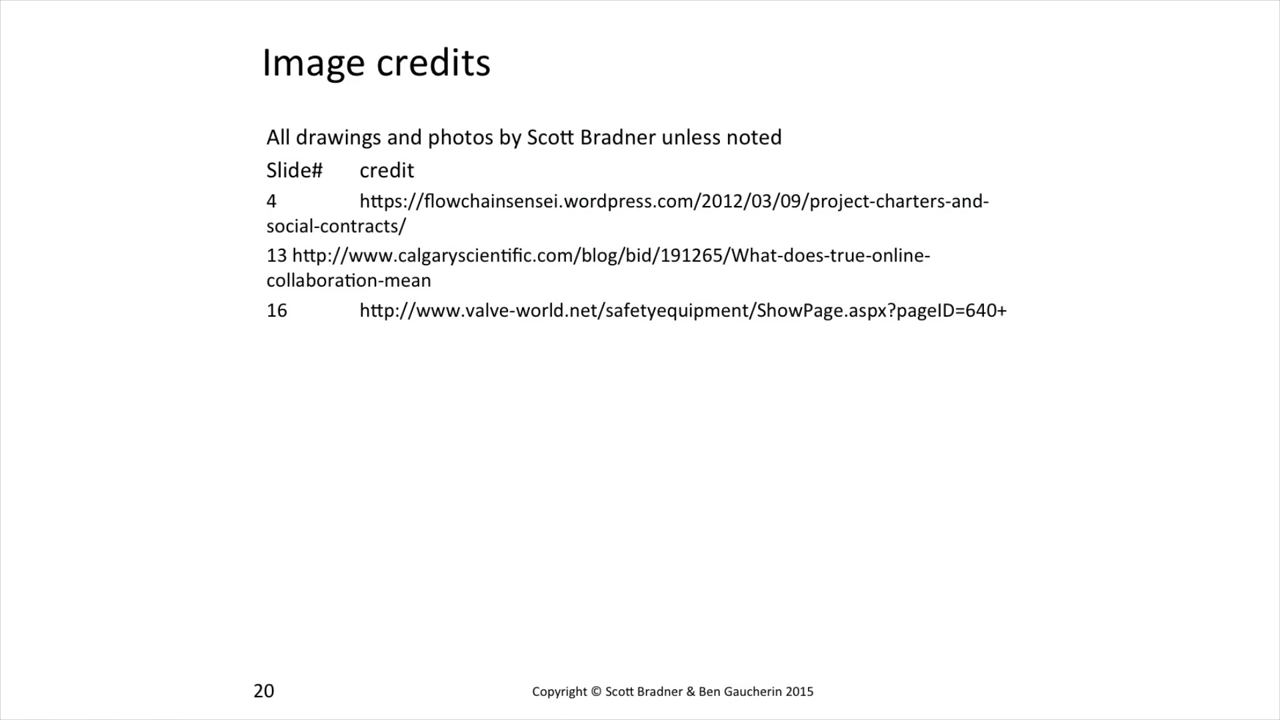 Image credits
All drawings and photos by Scott Bradner unless noted
Slide# credit
4 https://flowchainsensei.wordpress.com/2012/03/09/project-charters-and-
social-contracts/
13 http://www.calgaryscientific.com/blog/bid/191265/What-does-true-online-
collaboration-mean
16 http://www.valve-world.net/safetyequipment/ShowPage.aspx?pageID=640+
20
Copyright © Scott Bradner & Ben Gaucherin 2015